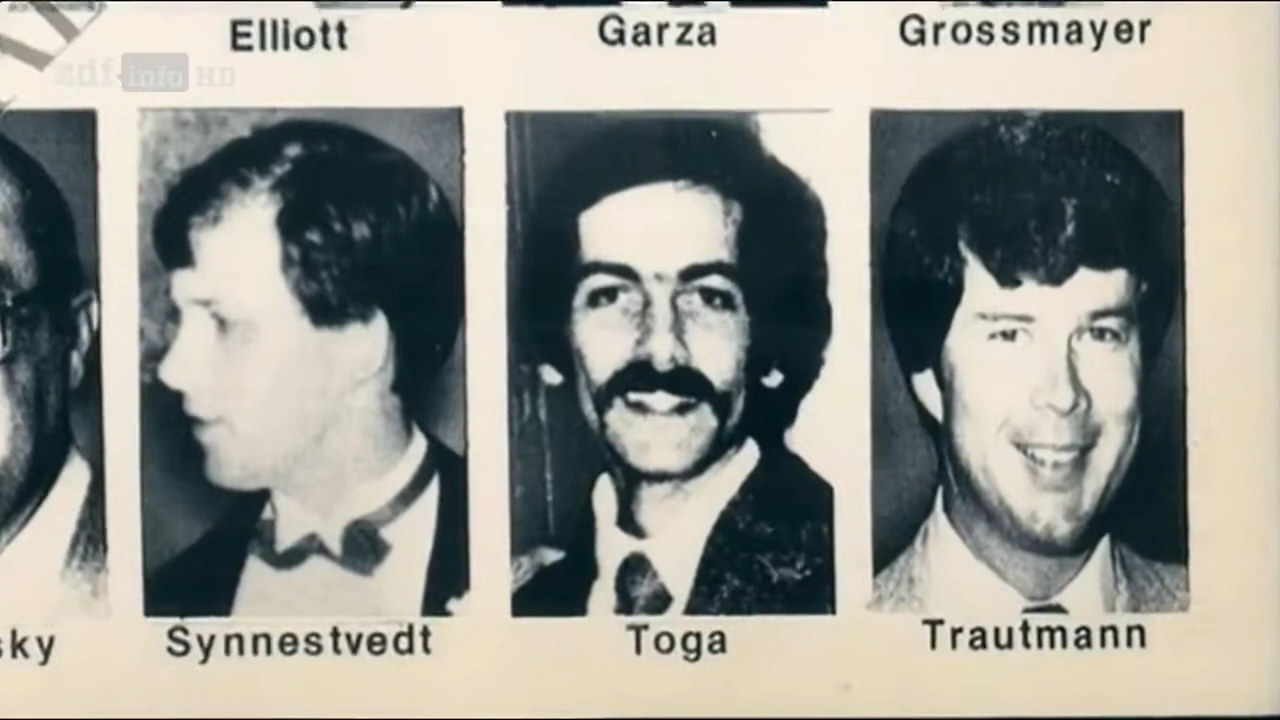 Elliott Garza Grossmayer
zdf info HD
sky Synnestvedt Toga Trautmann